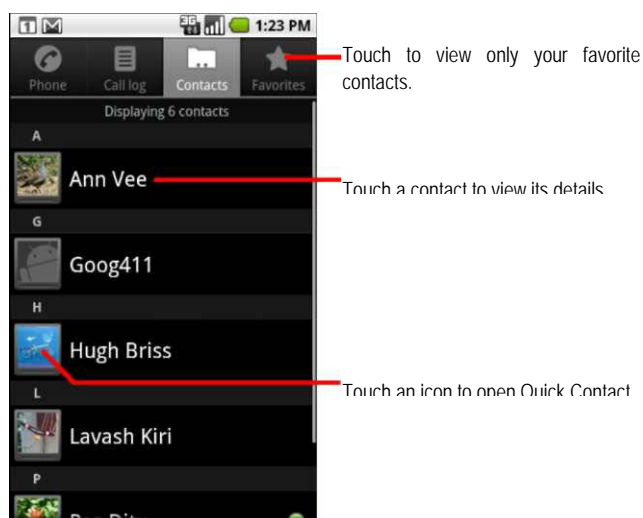 1 3G 1:23 PM
Phone Call log Contacts Favorites
Displaying 6 contacts
A
Ann Vee
G
Goog411
H
Hugh Briss
L
Lavash Kiri
P
Touch to view only your favorite
contacts.
Touch a contact to view its details
Touch an icon to open Quick Contact